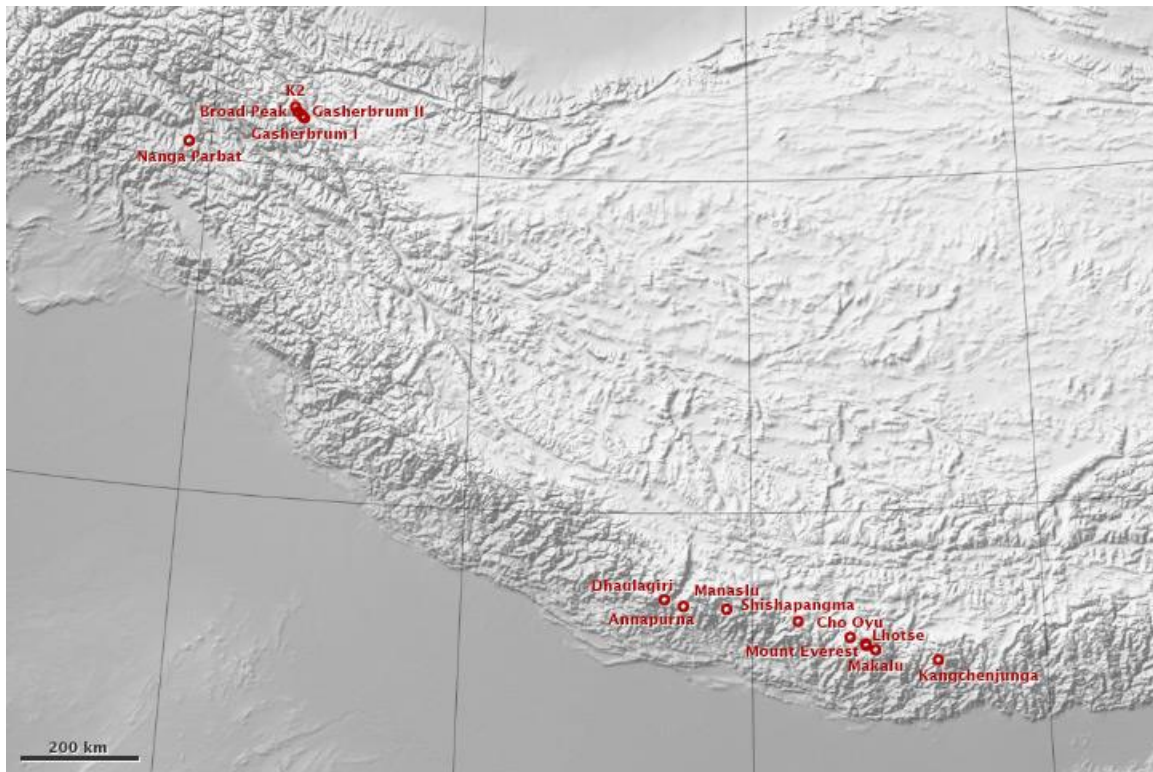 K2
Broad Peak
Gasherbrum II
Gasherbrum I
Nanga Parbat
Dhaulagiri
Manaslu
Annapurna
Shishapangma
Cho Oyu
Lhotse
Mount Everest
Makalu
Kangchenjunga
200 km